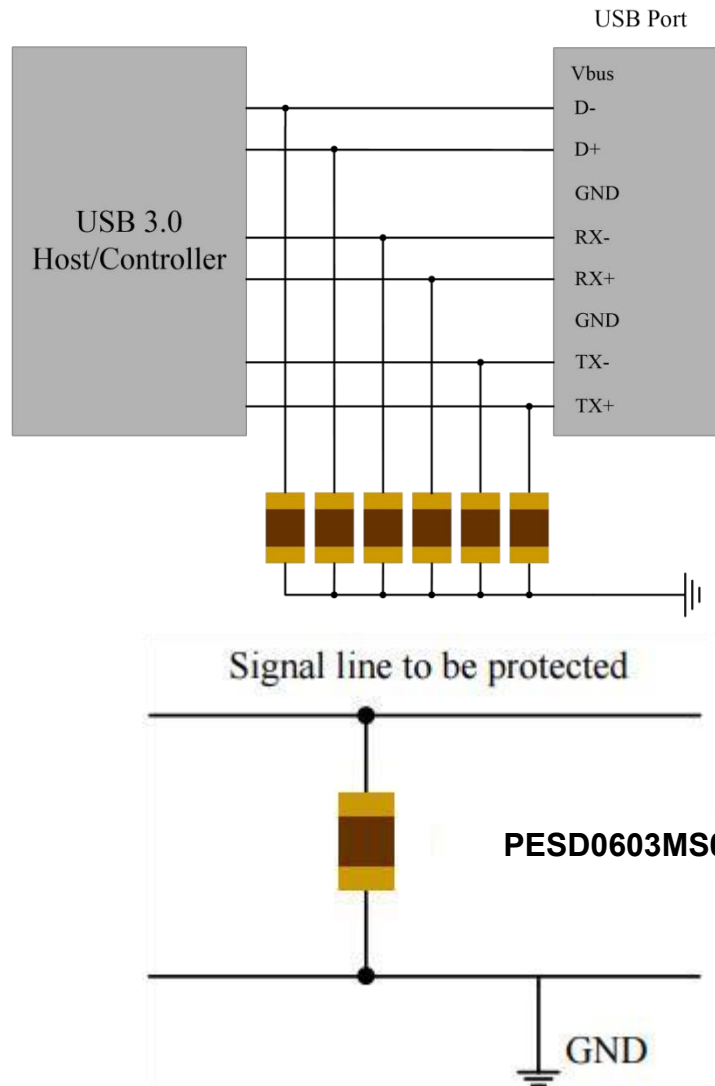 USB Port
Vbus
D-
D+
GND
USB 3.0
Host/Controller
RX-
RX+
GND
TX-
TX+
Signal line to be protected
GND